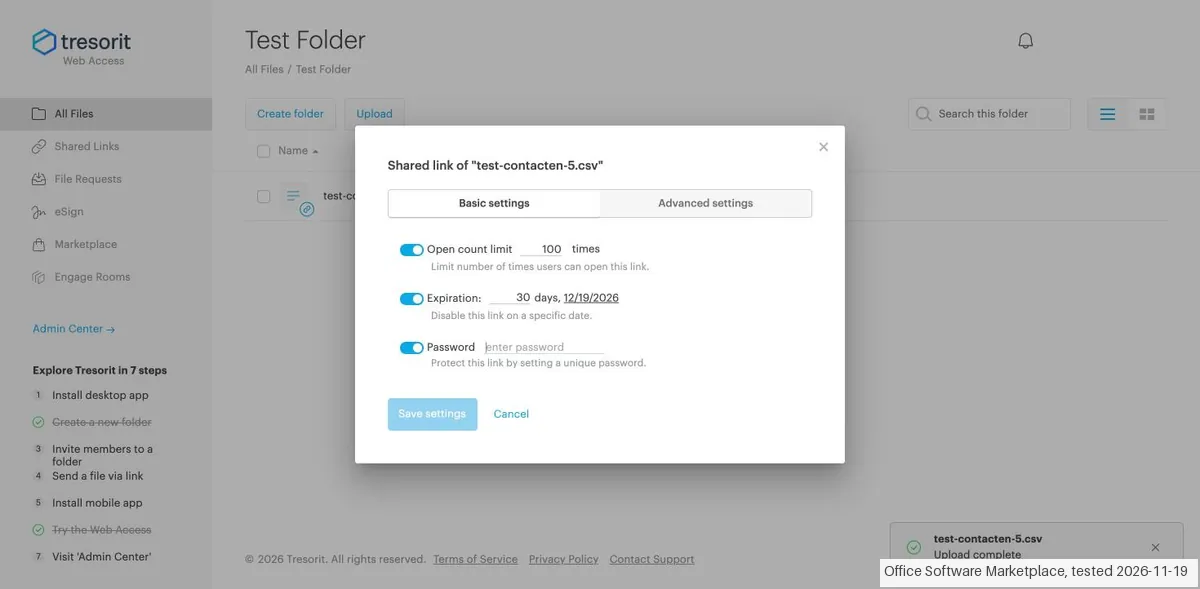 tresorit
Web Access
All Files
Shared Links
File Requests
eSign
Marketplace
Engage Rooms
Admin Center →
Explore Tresorit in 7 steps
1 Install desktop app
Create a new folder
3 Invite members to a
folder
4 Send a file via link
5 Install mobile app
Try the Web Access
7 Visit 'Admin Center'
Test Folder
All Files / Test Folder
Create folder
Upload
Search this folder
Name
test-co
Shared link of "test-contacten-5.csv"
Basic settings
Advanced settings
Open count limit 100 times
Limit number of times users can open this link.
Expiration: 30 days, 12/19/2026
Disable this link on a specific date.
Password enter password
Protect this link by setting a unique password.
Save settings
Cancel
© 2026 Tresorit. All rights reserved. Terms of Service Privacy Policy Contact Support
test-contacten-5.csv
Upload complete
Office Software Marketplace, tested 2026-11-19